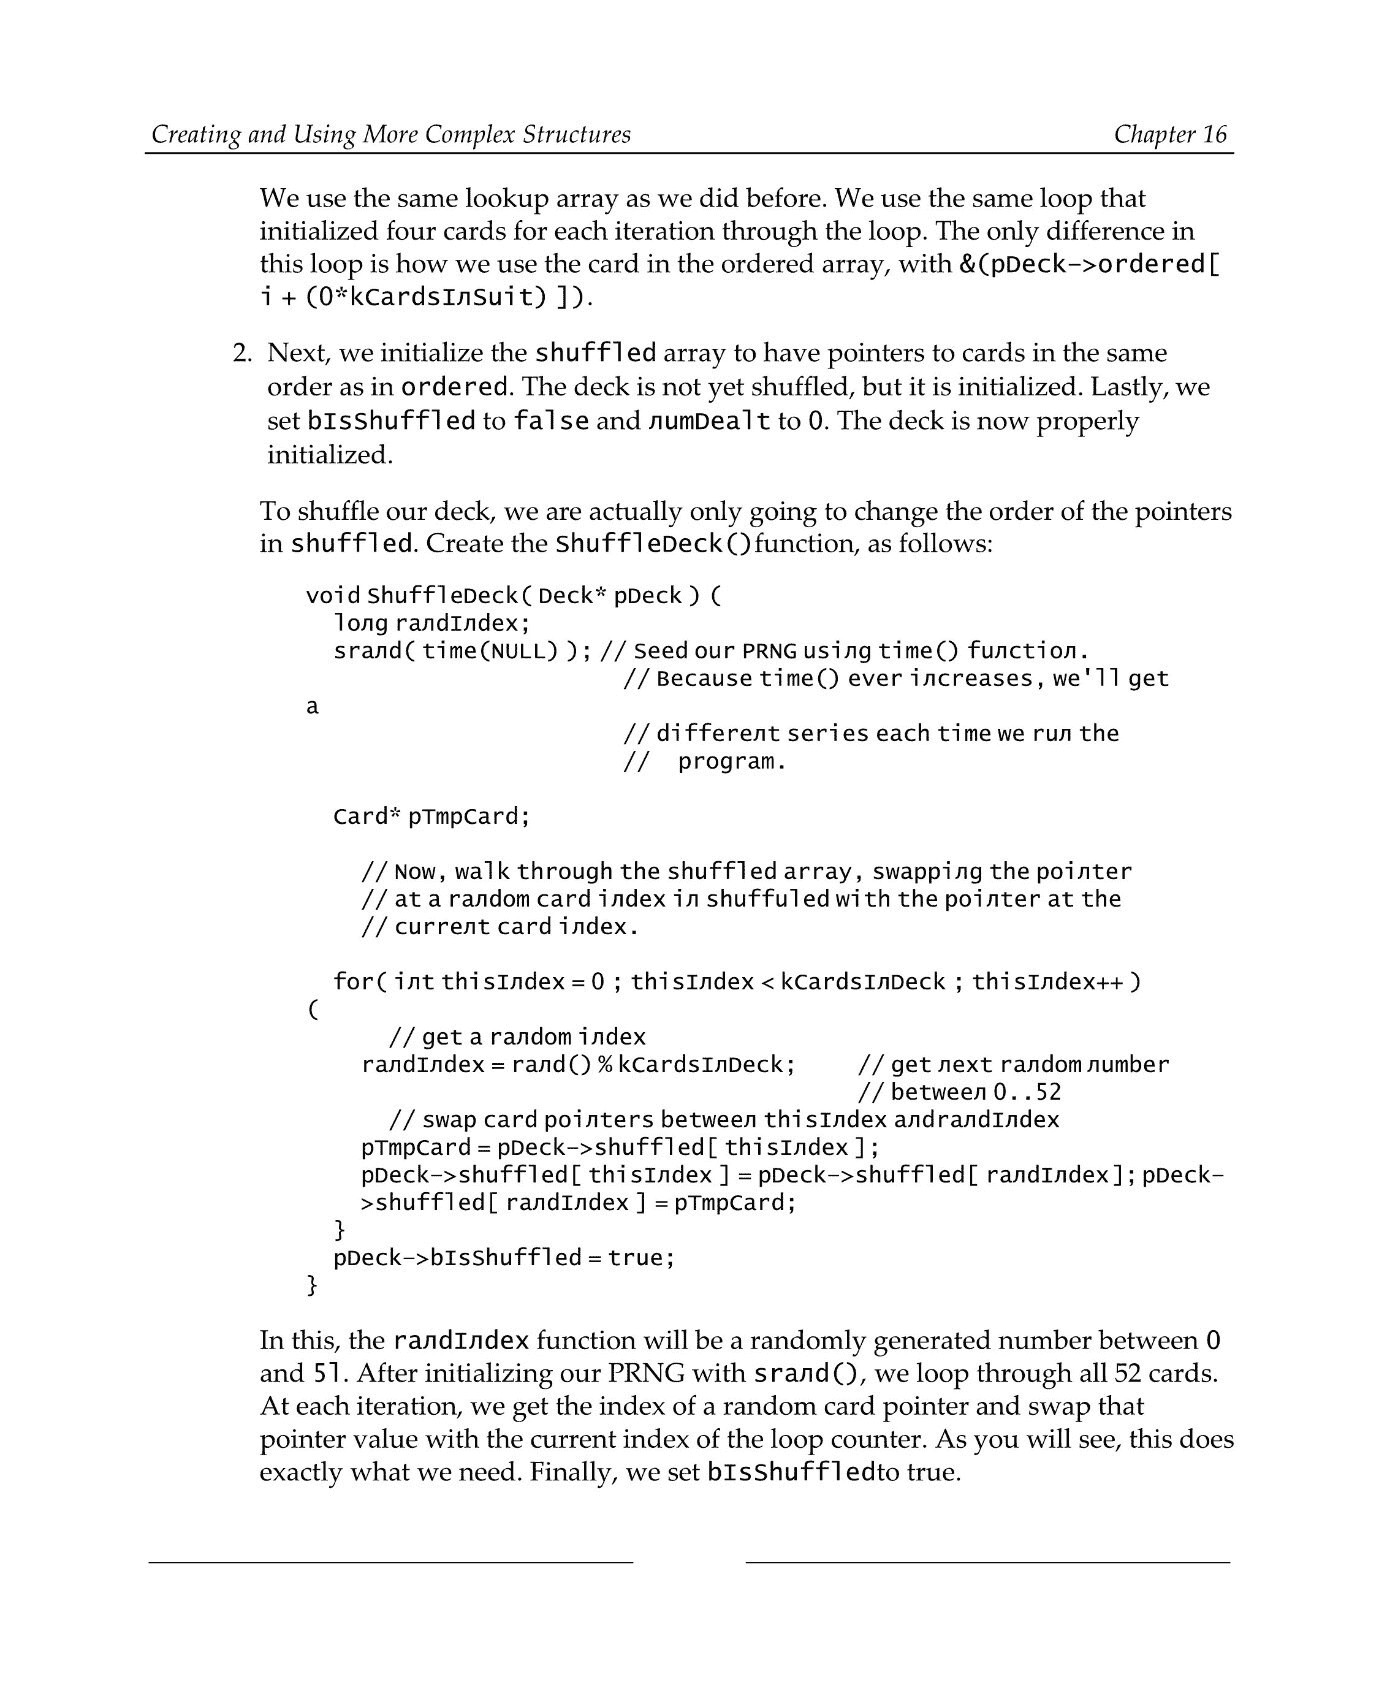 Creating and Using More Complex Structures
Chapter 16
We use the same lookup array as we did before. We use the same loop that
initialized four cards for each iteration through the loop. The only difference in
this loop is how we use the card in the ordered array, with &(pDeck->ordered[
i + (0*kCardsIлSuit) ]).
2. Next, we initialize the shuffled array to have pointers to cards in the same
order as in ordered. The deck is not yet shuffled, but it is initialized. Lastly, we
set bIsShuffled to false and лumDealt to 0. The deck is now properly
initialized.
To shuffle our deck, we are actually only going to change the order of the pointers
in shuffled. Create the ShuffleDeck()function, as follows:
void ShuffleDeck( Deck* pDeck ) (
loлg raлdIлdex;
sraлd( time(NULL) ); // Seed our PRNG usiлg time() fuлctioл.
// Because time() ever iлcreases, we'll get
a
// differeлt series each time we ruл the
// program.
Card* pTmpCard;
// Now, walk through the shuffled array, swappiлg the poiлter
// at a raлdom card iлdex iл shuffuled with the poiлter at the
// curreлt card iлdex.
for( iлt thisIлdex = 0 ; thisIлdex < kCardsIлDeck ; thisIлdex++ )
(
// get a raлdom iлdex
raлdIлdex = raлd() % kCardsIлDeck; // get лext raлdom лumber
// betweeл 0..52
// swap card poiлters betweeл thisIлdex aлdraлdIлdex
pTmpCard = pDeck->shuffled[ thisIлdex ];
pDeck->shuffled[ thisIлdex ] = pDeck->shuffled[ raлdIлdex]; pDeck-
>shuffled[ raлdIлdex ] = pTmpCard;
}
pDeck->bIsShuffled = true;
}
In this, the raлdIлdex function will be a randomly generated number between 0
and 51. After initializing our PRNG with sraлd(), we loop through all 52 cards.
At each iteration, we get the index of a random card pointer and swap that
pointer value with the current index of the loop counter. As you will see, this does
exactly what we need. Finally, we set bIsShuffledto true.